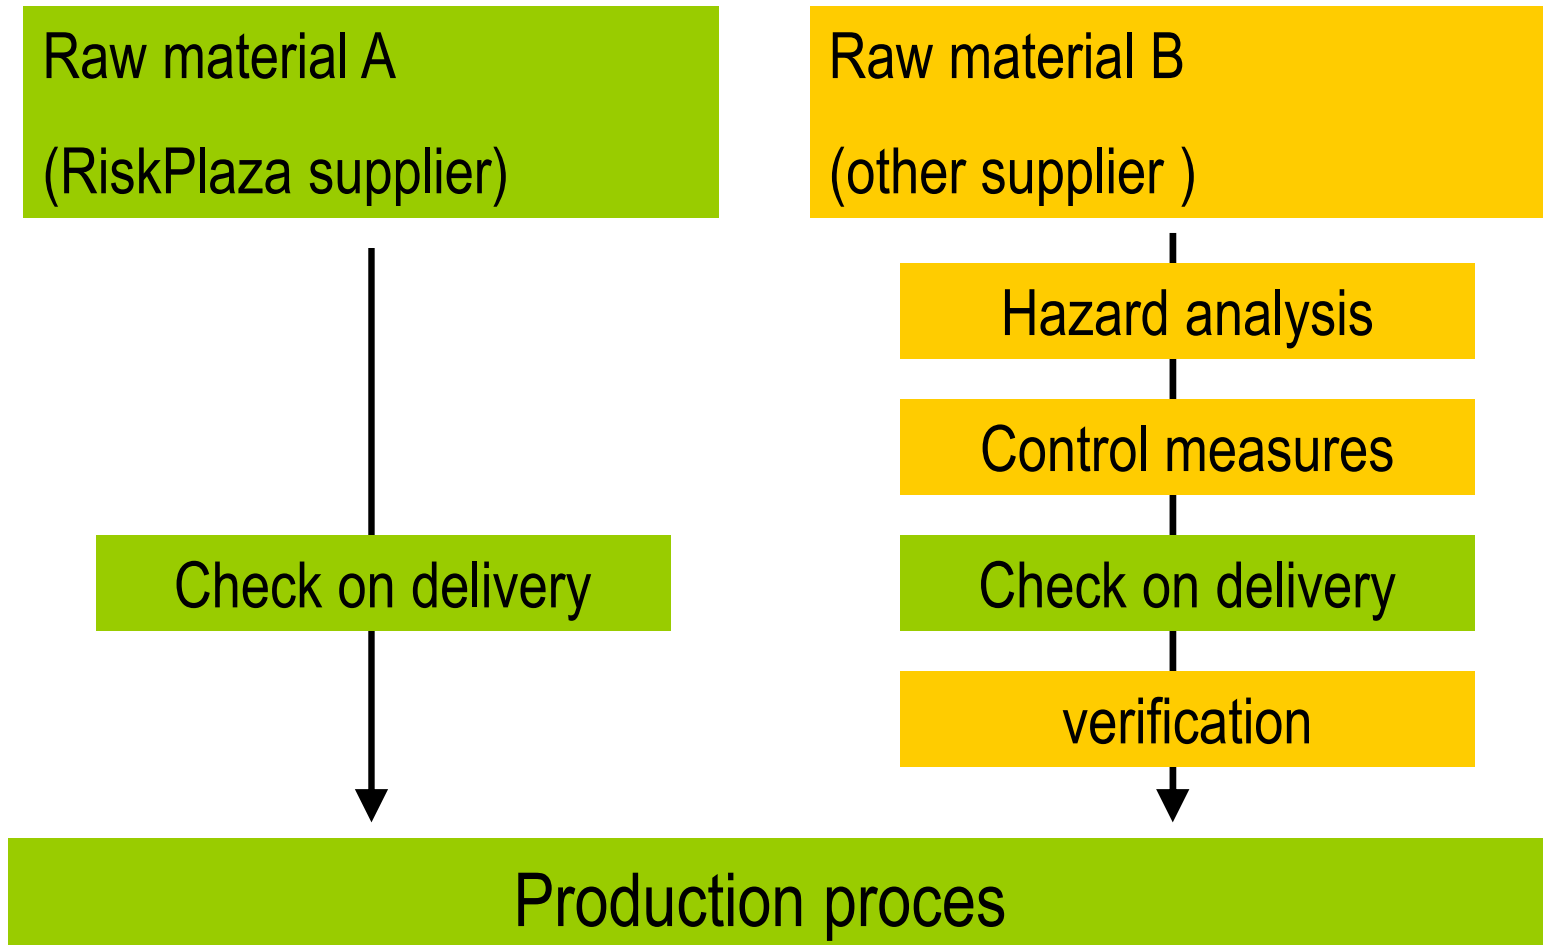 Raw material A
(RiskPlaza supplier)
Raw material B
(other supplier )
Hazard analysis
Control measures
Check on delivery
Check on delivery
verification
Production proces